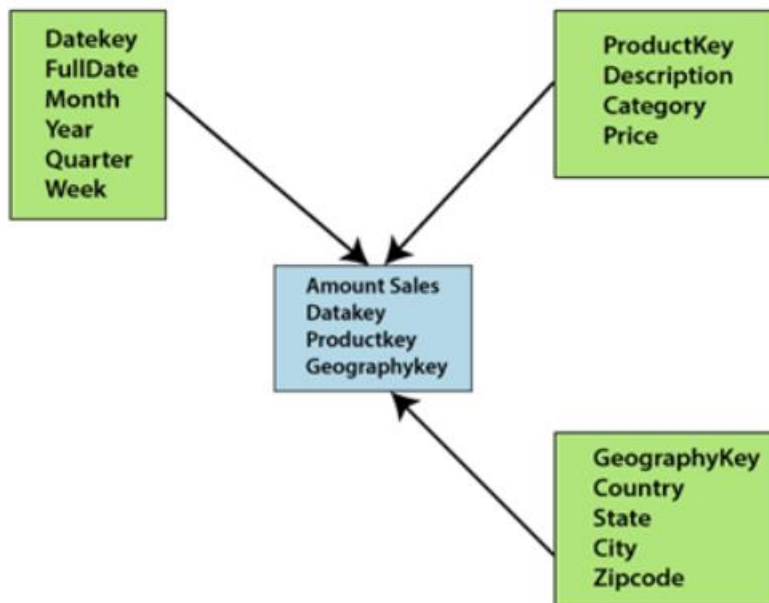 Datekey
FullDate
Month
Year
Quarter
Week
ProductKey
Description
Category
Price
Amount Sales
Datakey
Productkey
Geographykey
GeographyKey
Country
State
City
Zipcode